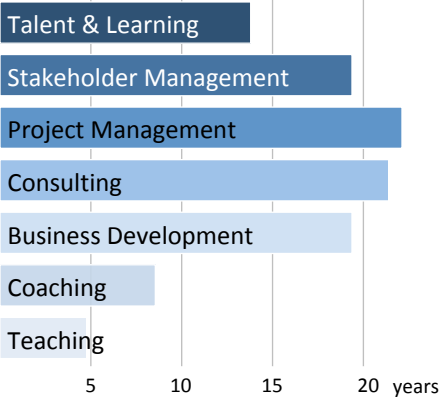 Talent & Learning
Stakeholder Management
Project Management
Consulting
Business Development
Coaching
Teaching
5 10 15 20 years